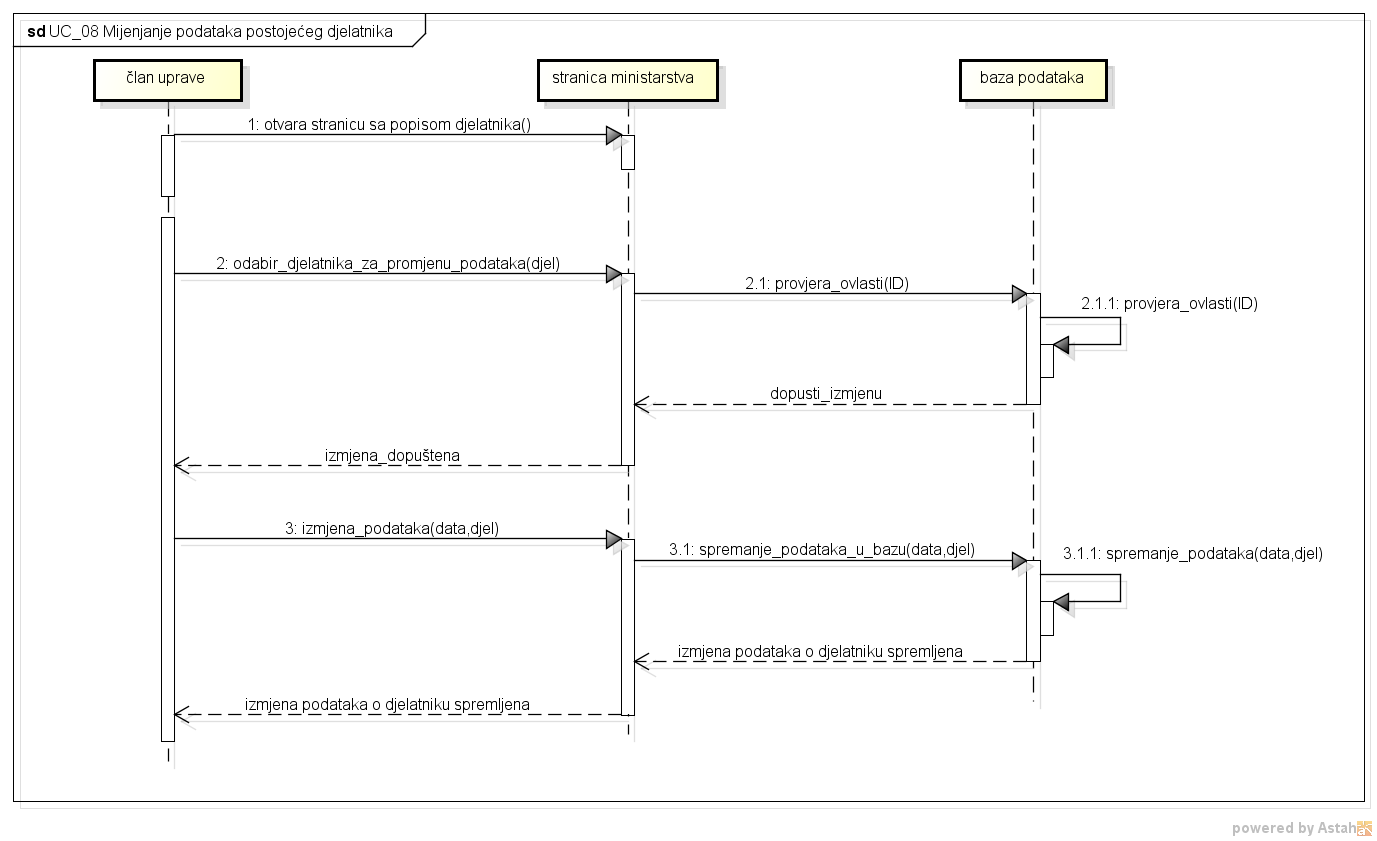 sd UC_08 Mijenjanje podataka postojećeg djelatnika
član uprave
stranica ministarstva
baza podataka
1: otvara stranicu sa popisom djelatnika()
2: odabir_djelatnika_za_promjenu_podataka(djel)
2.1: provjera_ovlasti(ID)
2.1.1: provjera_ovlasti(ID)
dopusti_izmjenu
izmjena_dopuštena
3: izmjena_podataka(data,djel)
3.1: spremanje_podataka_u_bazu(data,djel)
3.1.1: spremanje_podataka(data,djel)
izmjena podataka o djelatniku spremljena
izmjena podataka o djelatniku spremljena
powered by Astah